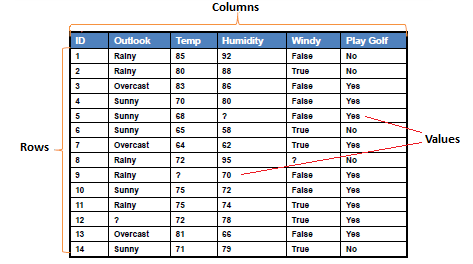 Columns
ID Outlook Temp Humidity Windy Play Golf
1 Rainy 85 92 False No
2 Rainy 80 88 True No
3 Overcast 83 86 False Yes
4 Sunny 70 80 False Yes
5 Sunny 68 ? False Yes
6 Sunny 65 58 True No
7 Overcast 64 62 True Yes
8 Rainy 72 95 ? No
9 Rainy ? 70 False Yes
10 Sunny 75 72 False Yes
11 Rainy 75 74 True Yes
12 ? 72 78 True Yes
13 Overcast 81 66 False Yes
14 Sunny 71 79 True No
Rows
Values